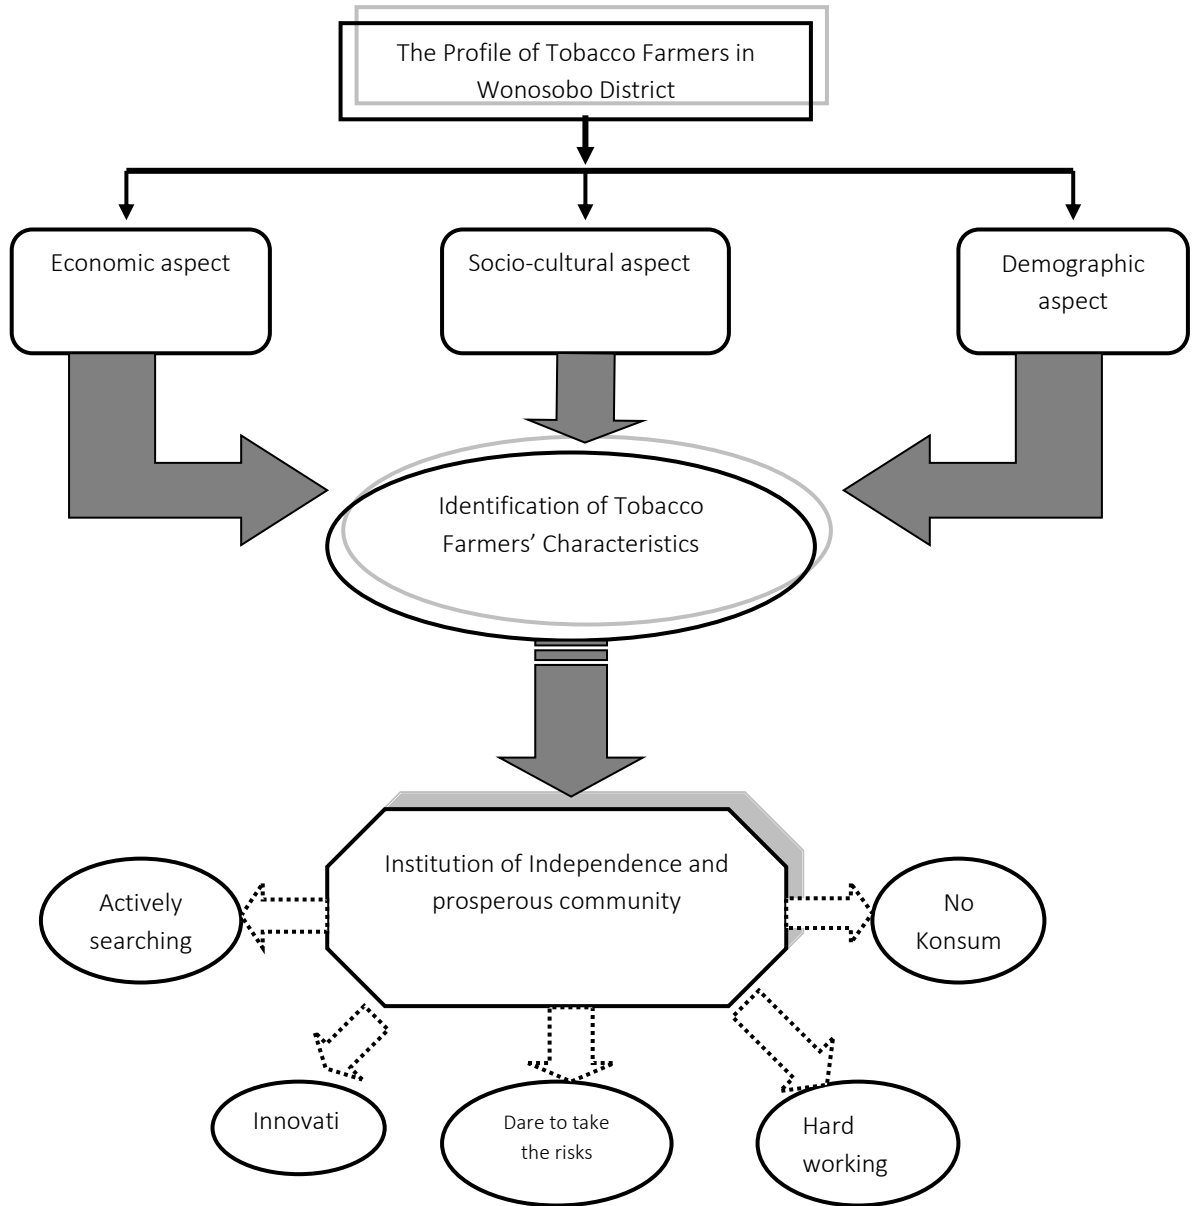 The Profile of Tobacco Farmers in
Wonosobo District
Economic aspect
Socio-cultural aspect
Demographic
aspect
Identification of Tobacco
Farmers’ Characteristics
Institution of Independence and
prosperous community
Actively
searching
No
Konsum
Innovati
Dare to take
the risks
Hard
working